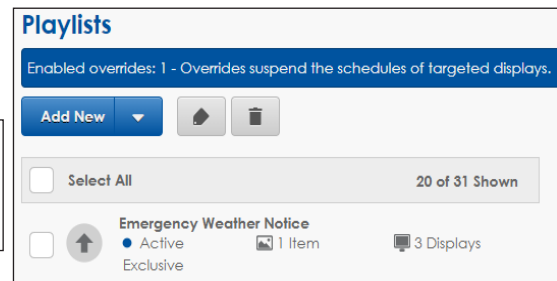 Playlists
Enabled overrides: 1 - Overrides suspend the schedules of targeted displays.
Add New
Select All 20 of 31 Shown
Emergency Weather Notice
Active 1 Item 3 Displays
Exclusive